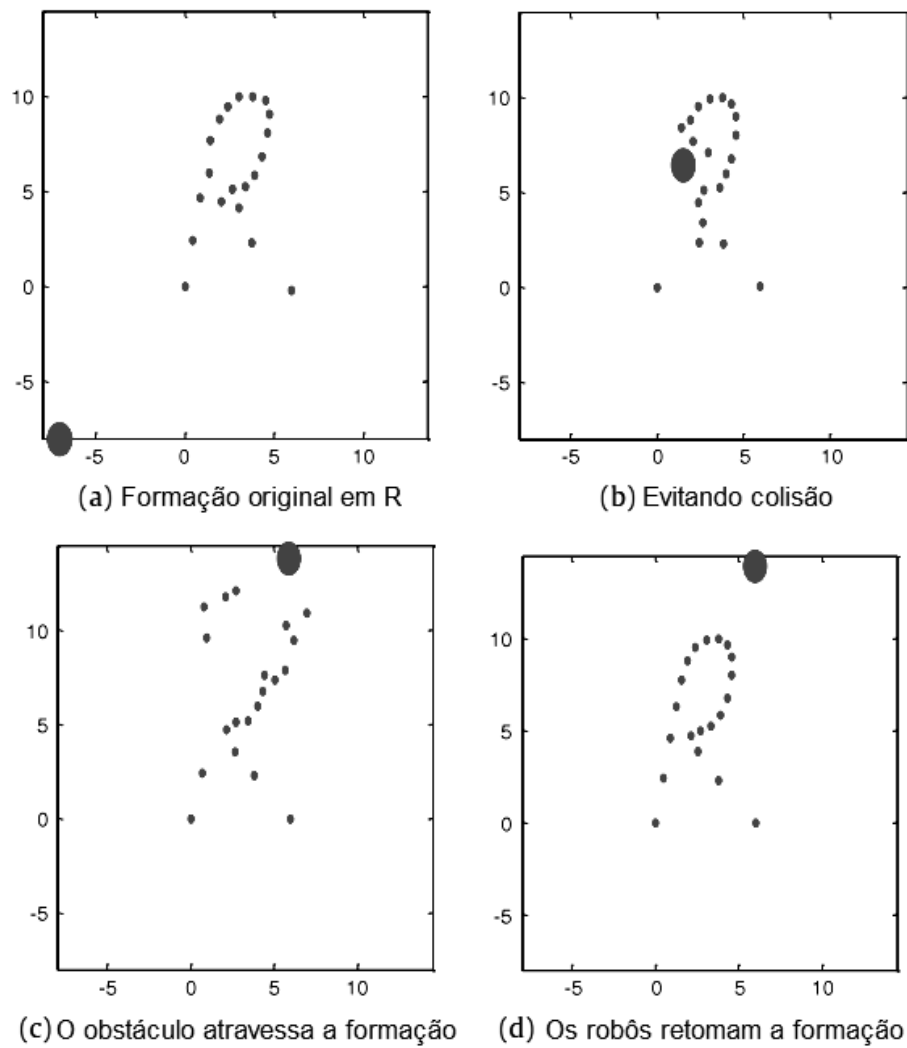 10
5
0
-5
-5 0 5 10
(a) Formação original em R
10
5
0
-5
-5 0 5 10
(b) Evitando colisão
10
5
0
-5
-5 0 5 10
(c) O obstáculo atravessa a formação
10
5
0
-5
-5 0 5 10
(d) Os robôs retomam a formação